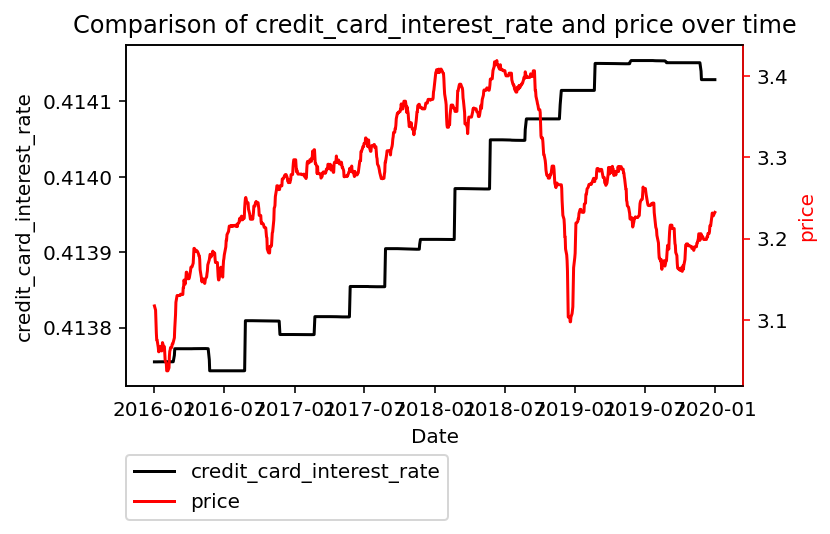 Comparison of credit_card_interest_rate and price over time
credit_card_interest_rate
0.4141
0.4140
0.4139
0.4138
3.4
3.3
3.2
3.1
price
2016-01 2016-07 2017-01 2017-07 2018-01 2018-07 2019-01 2019-07 2020-01
Date
credit_card_interest_rate
price